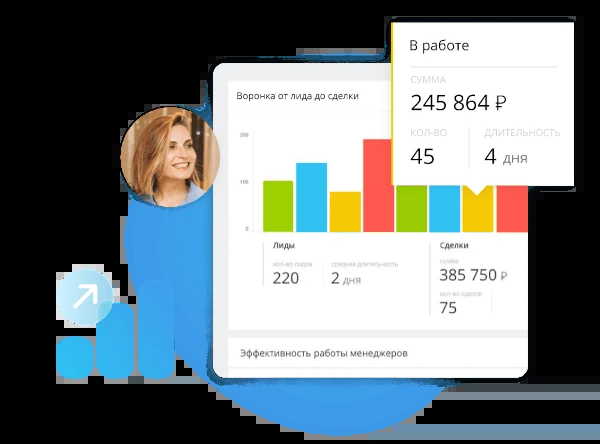 В работе
СУММА
245 864 ₽
КОЛ-ВО ДЛИТЕЛЬНОСТЬ
45 4 дня
Воронка от лида до сделки
200
100
0
Лиды Сделки
кол-во лидов средняя длительность сумма
220 2 дня 385 750 ₽
кол-во сделок
75
Эффективность работы менеджеров